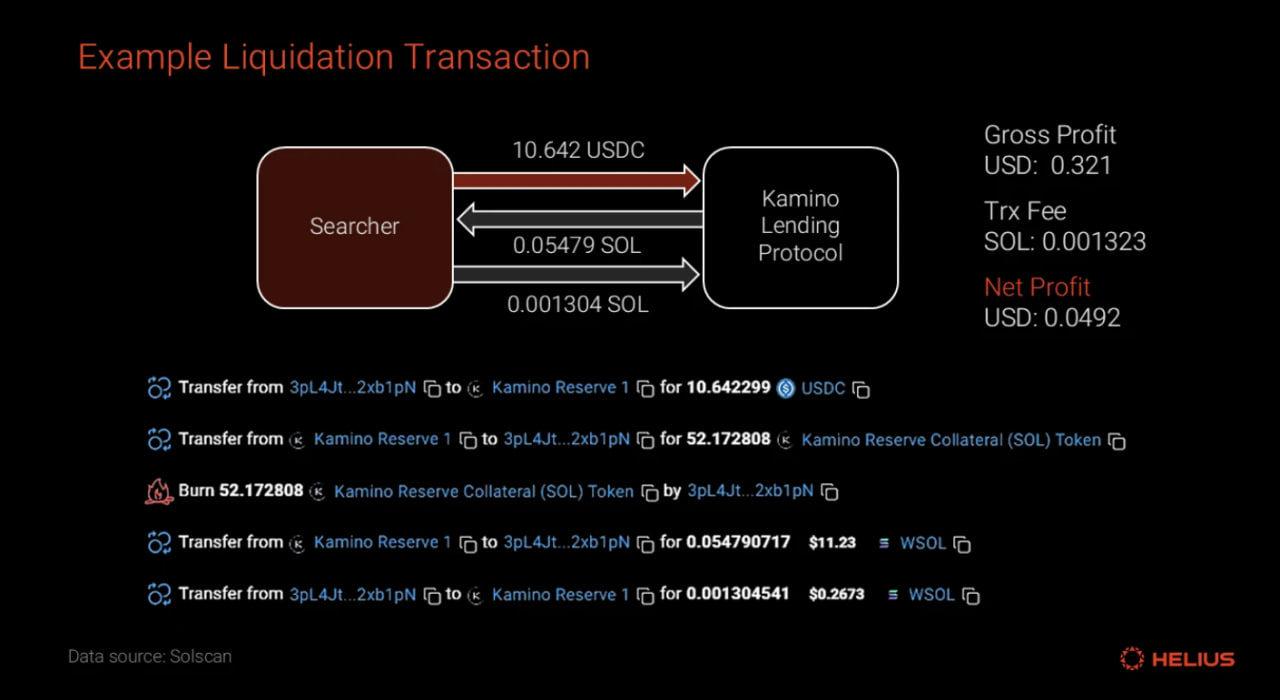 Example Liquidation Transaction
10.642 USDC
Searcher
0.05479 SOL
0.001304 SOL
Kamino
Lending
Protocol
Gross Profit
USD: 0.321
Trx Fee
SOL: 0.001323
Net Profit
USD: 0.0492
Transfer from 3pL4Jt...2xb1pN to Kamino Reserve 1 for 10.642299 USDC
Transfer from Kamino Reserve 1 to 3pL4Jt...2xb1pN for 52.172808 Kamino Reserve Collateral (SOL) Token
Burn 52.172808 Kamino Reserve Collateral (SOL) Token by 3pL4Jt...2xb1pN
Transfer from Kamino Reserve 1 to 3pL4Jt...2xb1pN for 0.054790717 $11.23 WSOL
Transfer from 3pL4Jt...2xb1pN to Kamino Reserve 1 for 0.001304541 $0.2673 WSOL
Data source: Solscan
HELIUS